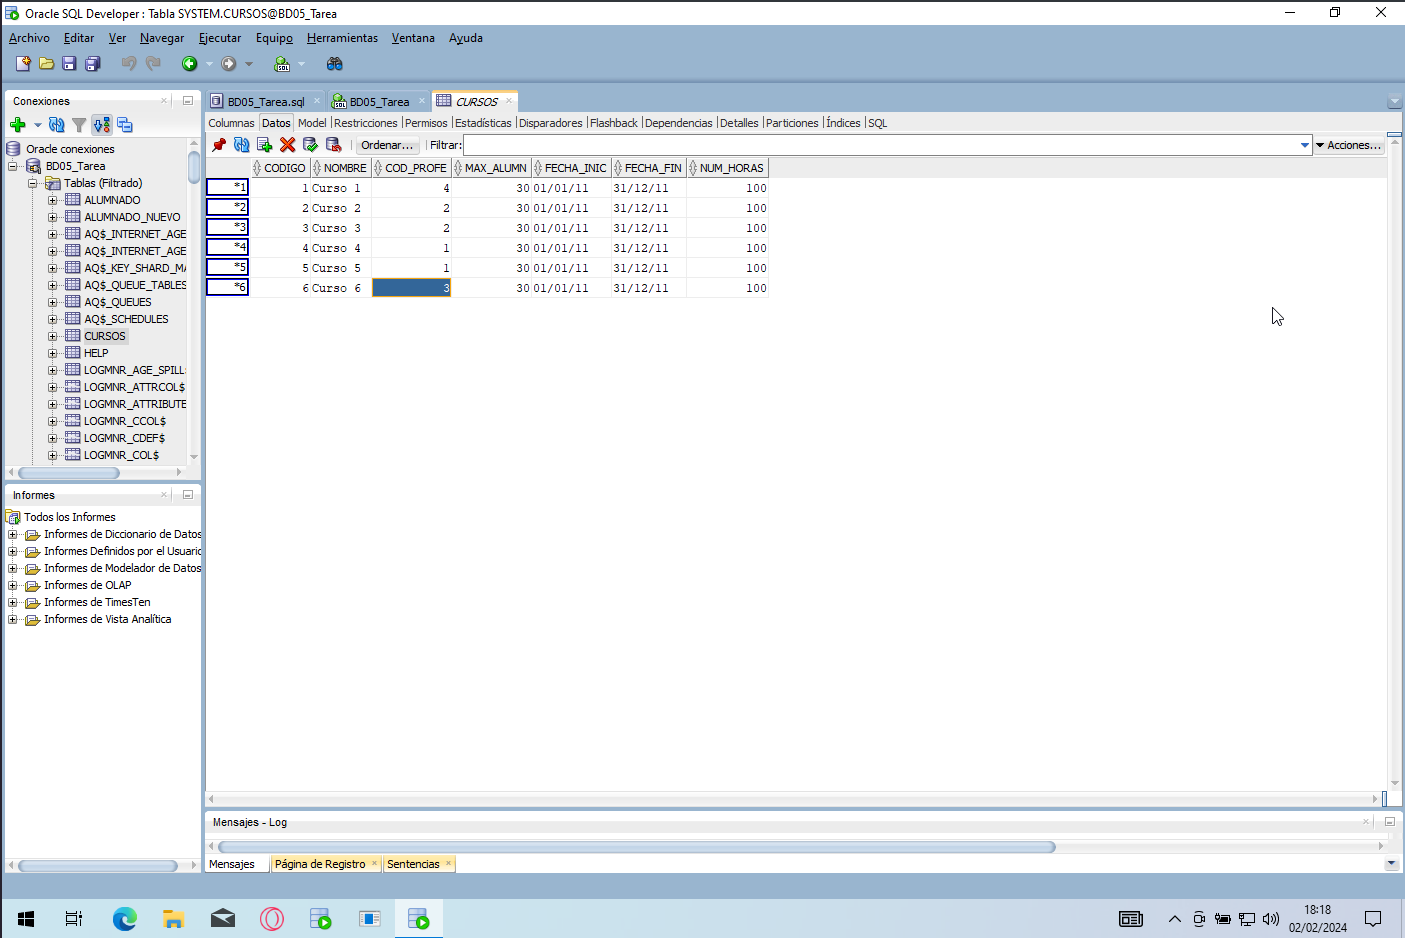 Oracle SQL Developer : Tabla SYSTEM.CURSOS@BD05_Tarea
Archivo Editar Ver Navegar Ejecutar Equipo Herramientas Ventana Ayuda
Conexiones
Oracle conexiones
BD05_Tarea
Tablas (Filtrado)
ALUMNADO
ALUMNADO_NUEVO
AQ$_INTERNET_AGE
AQ$_INTERNET_AGE
AQ$_KEY_SHARD_MA
AQ$_QUEUE_TABLES
AQ$_QUEUES
AQ$_SCHEDULES
CURSOS
HELP
LOGMNR_AGE_SPILL
LOGMNR_ATTRCOL$
LOGMNR_ATTRIBUTE
LOGMNR_CCOL$
LOGMNR_CDEF$
LOGMNR_COL$
Informes
Todos los Informes
Informes de Diccionario de Datos
Informes Definidos por el Usuario
Informes de Modelador de Datos
Informes de OLAP
Informes de TimesTen
Informes de Vista Analítica
BD05_Tarea.sql BD05_Tarea CURSOS
Columnas Datos Model Restricciones Permisos Estadísticas Disparadores Flashback Dependencias Detalles Particiones Índices SQL
Ordenar... Filtrar: Acciones...
CODIGO NOMBRE COD_PROFE MAX_ALUMN FECHA_INIC FECHA_FIN NUM_HORAS
*1 1 Curso 1 4 30 01/01/11 31/12/11 100
*2 2 Curso 2 2 30 01/01/11 31/12/11 100
*3 3 Curso 3 2 30 01/01/11 31/12/11 100
*4 4 Curso 4 1 30 01/01/11 31/12/11 100
*5 5 Curso 5 1 30 01/01/11 31/12/11 100
*6 6 Curso 6 3 30 01/01/11 31/12/11 100
Mensajes - Log
Mensajes Página de Registro Sentencias
18:18
02/02/2024